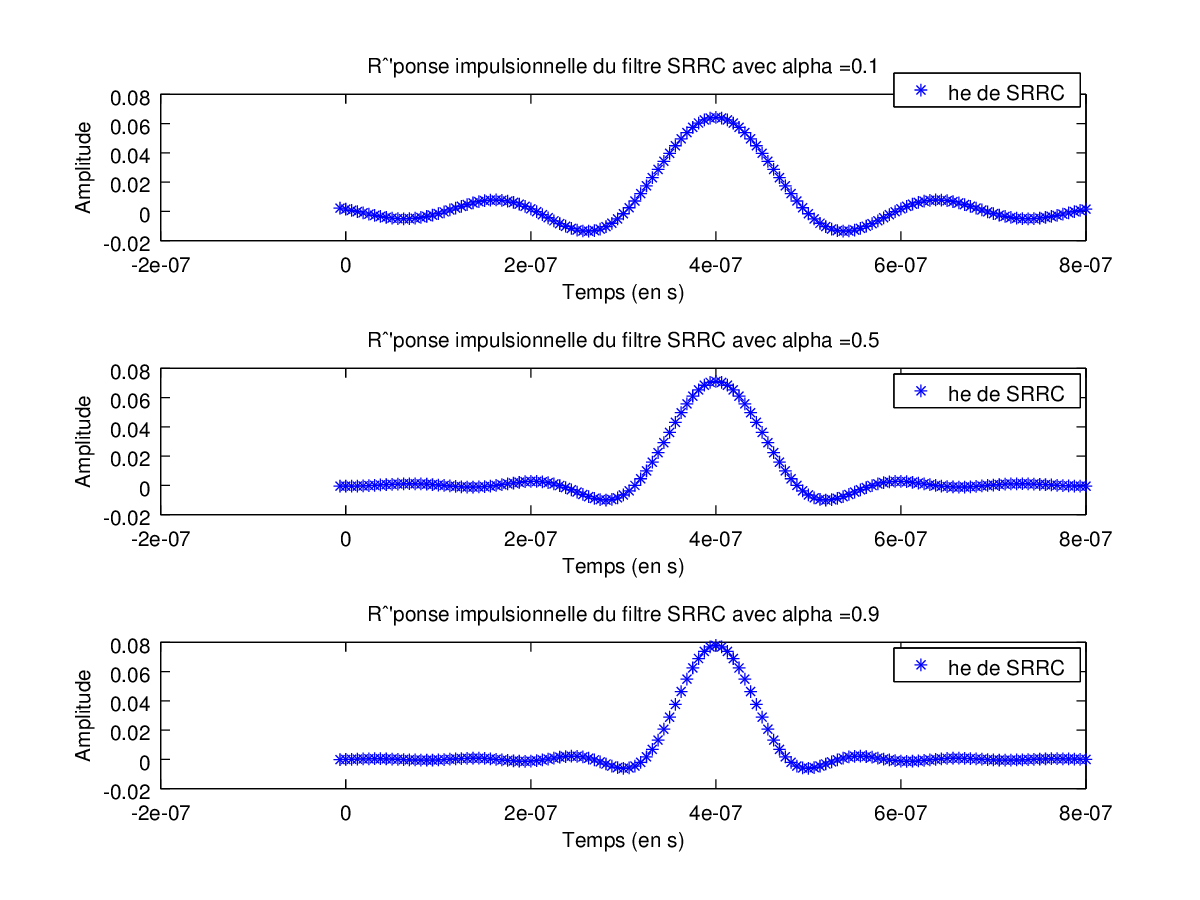 Rˆ'ponse impulsionnelle du filtre SRRC avec alpha =0.1
he de SRRC
0.08
0.06
0.04
0.02
0
-0.02
Amplitude
-2e-07 0 2e-07 4e-07 6e-07 8e-07
Temps (en s)
Rˆ'ponse impulsionnelle du filtre SRRC avec alpha =0.5
he de SRRC
0.08
0.06
0.04
0.02
0
-0.02
Amplitude
-2e-07 0 2e-07 4e-07 6e-07 8e-07
Temps (en s)
Rˆ'ponse impulsionnelle du filtre SRRC avec alpha =0.9
he de SRRC
0.08
0.06
0.04
0.02
0
-0.02
Amplitude
-2e-07 0 2e-07 4e-07 6e-07 8e-07
Temps (en s)